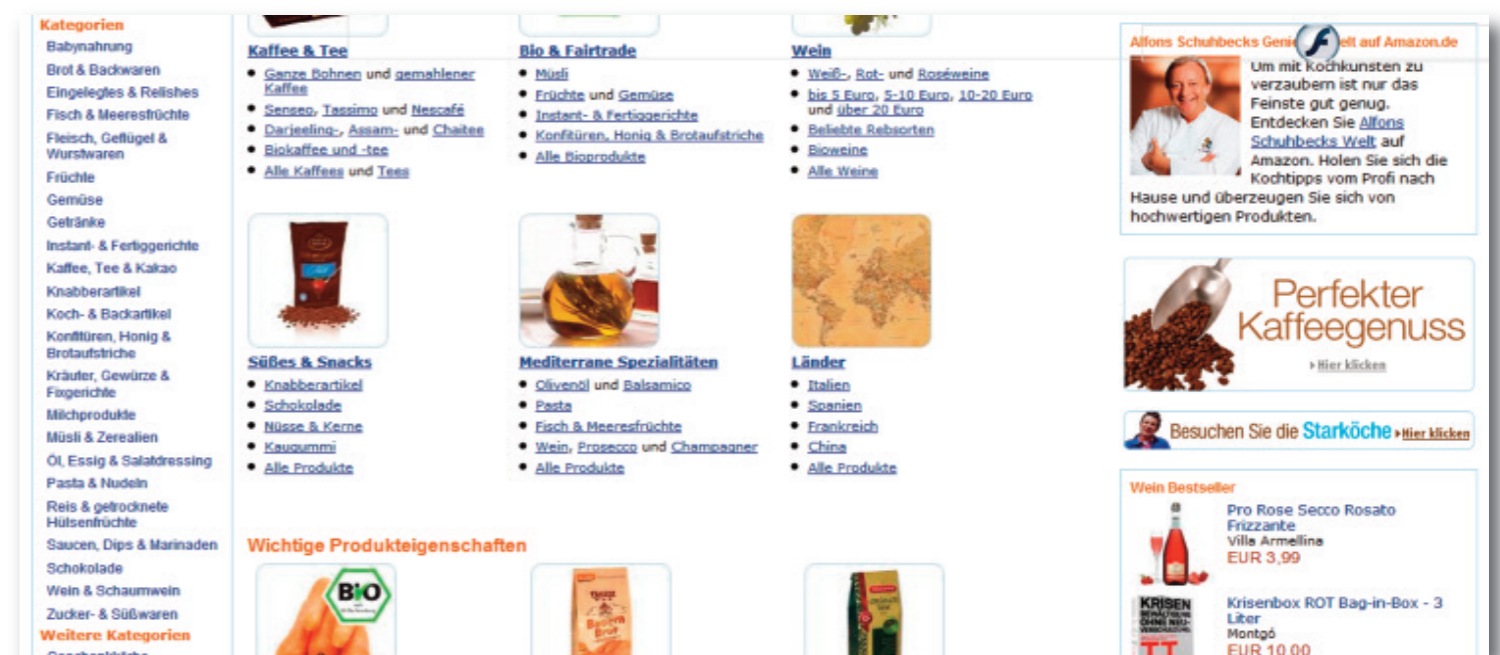 Kategorien
Babynahrung
Brot & Backwaren
Eingelegtes & Relishes
Fisch & Meeresfrüchte
Fleisch, Geflügel &
Wurstwaren
Früchte
Gemüse
Getränke
Instant- & Fertiggerichte
Kaffee, Tee & Kakao
Knabberartikel
Koch- & Backartikel
Konfitüren, Honig &
Brotaufstriche
Kräuter, Gewürze &
Fixgerichte
Milchprodukte
Müsli & Zerealien
Öl, Essig & Salatdressing
Pasta & Nudeln
Reis & getrocknete
Hülsenfrüchte
Saucen, Dips & Marinaden
Schokolade
Wein & Schaumwein
Zucker- & Süßwaren
Weitere Kategorien
Kaffee & Tee
Ganze Bohnen und gemahlener
Kaffee
Senseo, Tassimo und Nescafé
Darjeeling-, Assam- und Chaitee
Biokaffee und -tee
Alle Kaffees und Tees
Bio & Fairtrade
Müsli
Früchte und Gemüse
Instant- & Fertiggerichte
Konfitüren, Honig & Brotaufstriche
Alle Bioprodukte
Wein
Weiß-, Rot- und Roséweine
bis 5 Euro, 5-10 Euro, 10-20 Euro
und über 20 Euro
Beliebte Rebsorten
Bioweine
Alle Weine
Süßes & Snacks
Knabberartikel
Schokolade
Nüsse & Kerne
Kaugummi
Alle Produkte
Mediterrane Spezialitäten
Olivenöl und Balsamico
Pasta
Fisch & Meeresfrüchte
Wein, Prosecco und Champagner
Alle Produkte
Länder
Italien
Spanien
Frankreich
China
Alle Produkte
Wichtige Produkteigenschaften
BIO
Bauern
Brot
Alfons Schuhbecks auf Amazon.de
Um mit Kochkünsten zu
verzaubern ist nur das
Feinste gut genug.
Entdecken Sie Alfons
Schuhbecks Welt auf
Amazon. Holen Sie sich die
Kochtipps vom Profi nach
Hause und überzeugen Sie sich von
hochwertigen Produkten.
Perfekter
Kaffeegenuss
Hier klicken
Besuchen Sie die Starköche Hier klicken
Wein Bestseller
Pro Rose Secco Rosato
Frizzante
Villa Armellina
EUR 3,99
KRISEN
Krisenbox ROT Bag-in-Box - 3
Liter
Montgó
EUR 10,00